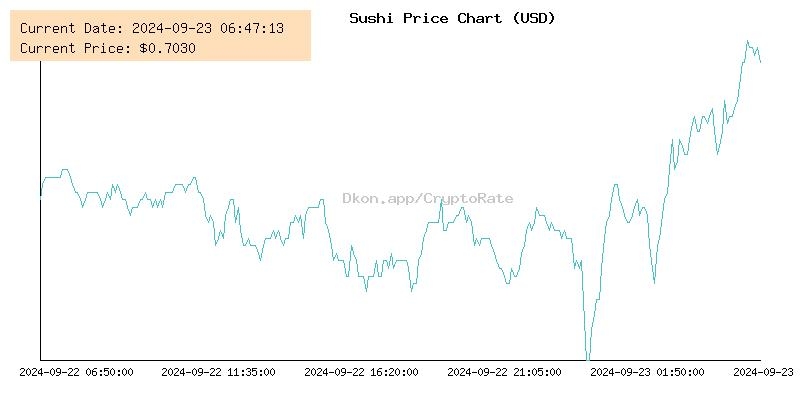 Sushi Price Chart (USD)
Current Date: 2024-09-23 06:47:13
Current Price: $0.7030
Dkon.app/CryptoRate
2024-09-22 06:50:00 2024-09-22 11:35:00 2024-09-22 16:20:00 2024-09-22 21:05:00 2024-09-23 01:50:00 2024-09-23